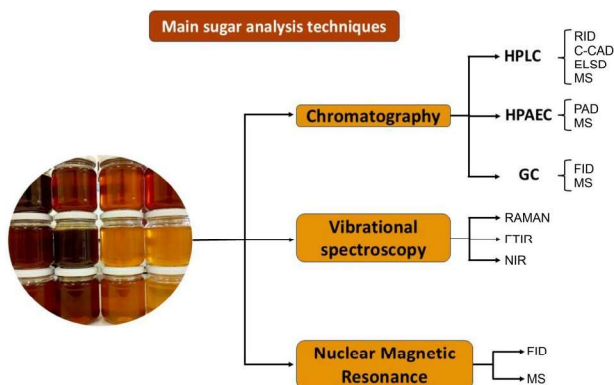 Main sugar analysis techniques
HPLC
RID
C-CAD
ELSD
MS
Chromatography
HPAEC
PAD
MS
GC
FID
MS
Vibrational
spectroscopy
RAMAN
FTIR
NIR
Nuclear Magnetic
Resonance
FID
MS